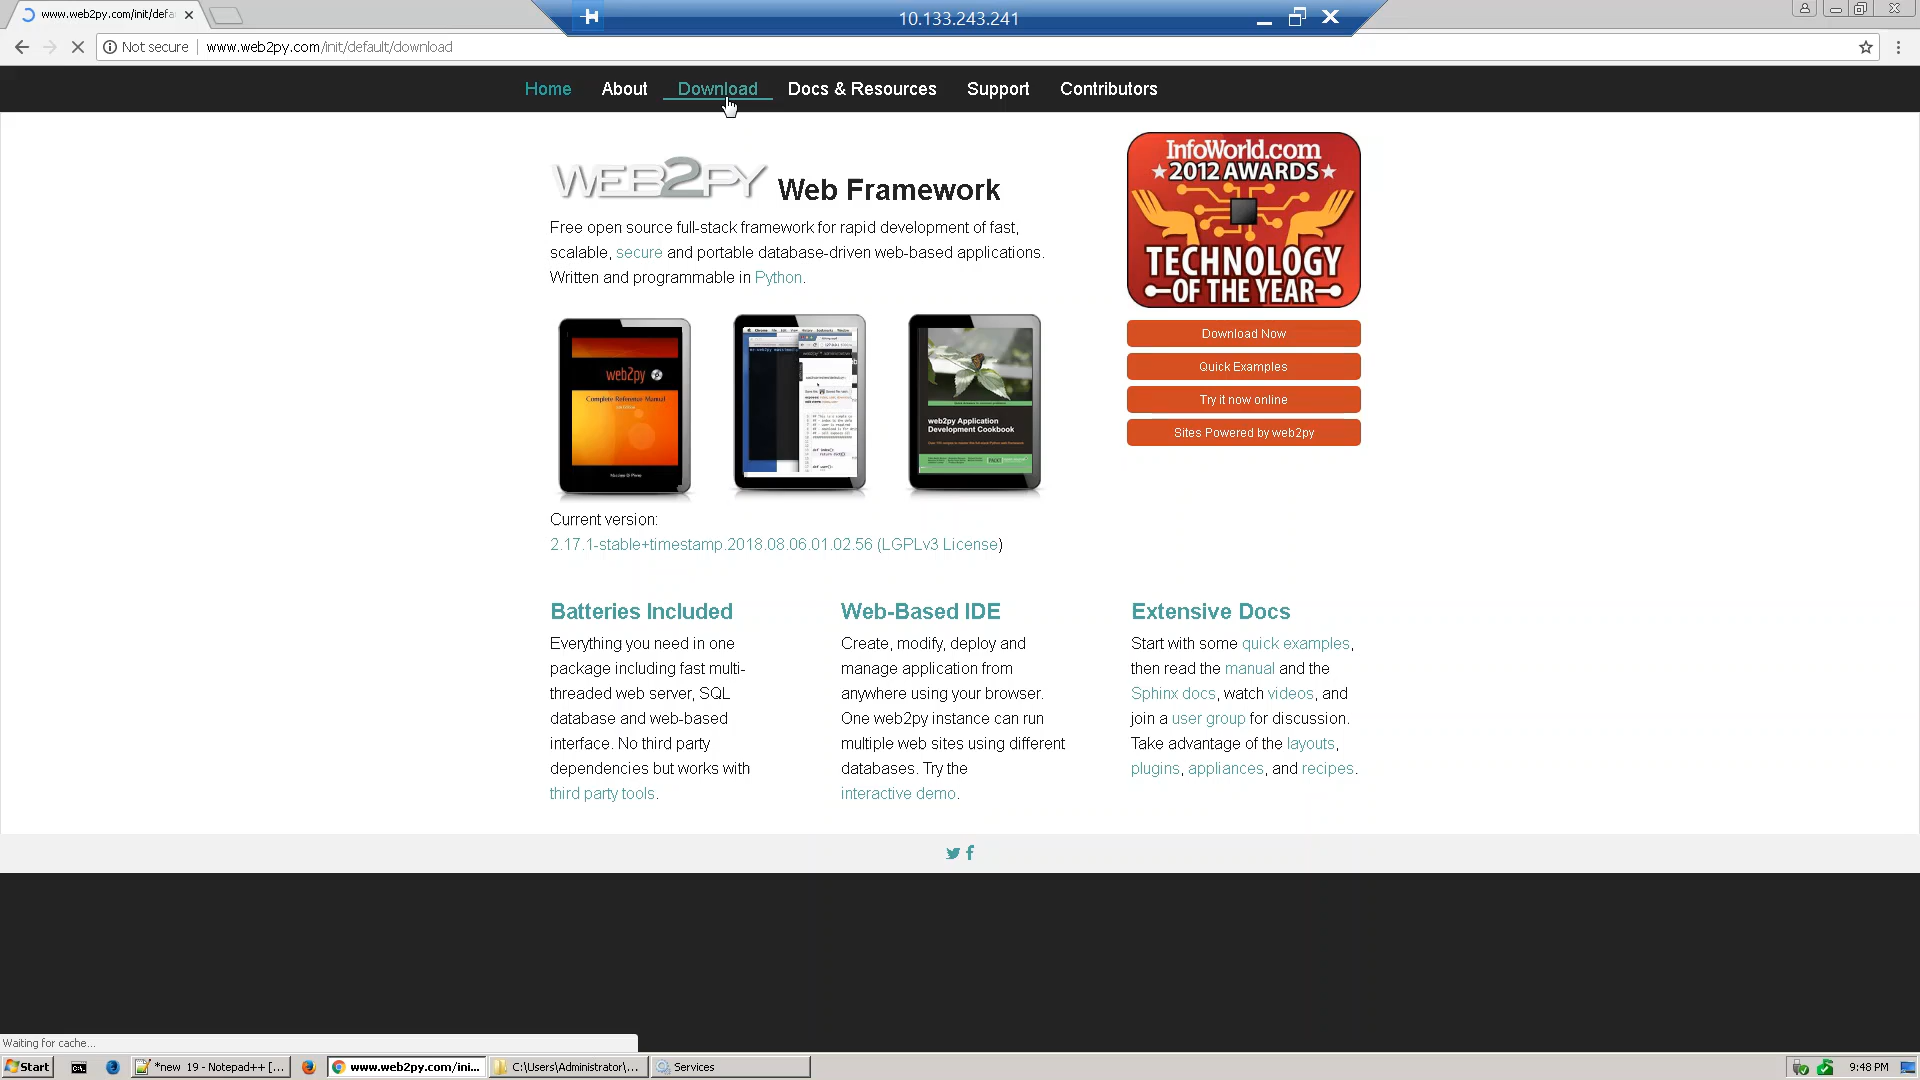 www.web2py.com/init/defa
10.133.243.241
Not secure
www.web2py.com/init/default/download
Home
About
Download
Docs & Resources
Support
Contributors
WEB2PY Web Framework
Free open source full-stack framework for rapid development of fast,
scalable, secure and portable database-driven web-based applications.
Written and programmable in Python.
InfoWorld.com
2012 AWARDS
TECHNOLOGY
OF THE YEAR
Download Now
Quick Examples
Try it now online
Sites Powered by web2py
web2py
Complete Reference Manual
web2py Application
Development Cookbook
Current version:
2.17.1-stable+timestamp.2018.08.06.01.02.56 (LGPLv3 License)
Batteries Included
Everything you need in one
package including fast multi-
threaded web server, SQL
database and web-based
interface. No third party
dependencies but works with
third party tools.
Web-Based IDE
Create, modify, deploy and
manage application from
anywhere using your browser.
One web2py instance can run
multiple web sites using different
databases. Try the
interactive demo.
Extensive Docs
Start with some quick examples,
then read the manual and the
Sphinx docs, watch videos, and
join a user group for discussion.
Take advantage of the layouts,
plugins, appliances, and recipes.
Waiting for cache...
Start
*new 19 - Notepad++ [...
www.web2py.com/ini...
C:\Users\Administrator\...
Services
9:48 PM